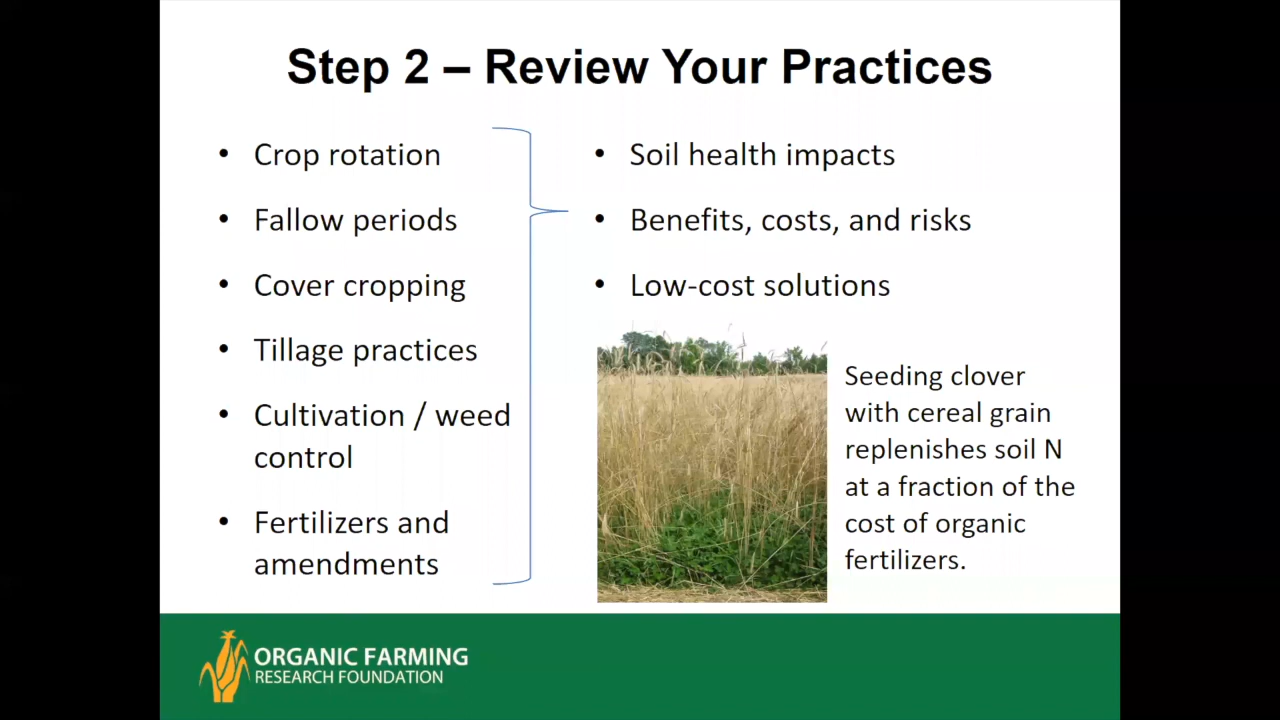 Step 2 – Review Your Practices
• Crop rotation
• Fallow periods
• Cover cropping
• Tillage practices
• Cultivation / weed
control
• Fertilizers and
amendments
• Soil health impacts
• Benefits, costs, and risks
• Low-cost solutions
Seeding clover
with cereal grain
replenishes soil N
at a fraction of the
cost of organic
fertilizers.
ORGANIC FARMING
RESEARCH FOUNDATION